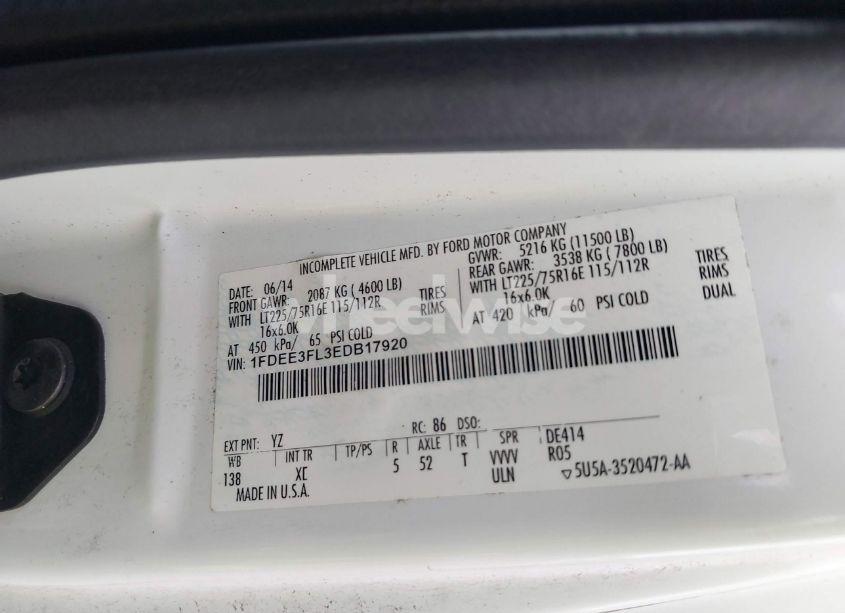 INCOMPLETE VEHICLE MFD. BY FORD MOTOR COMPANY
DATE: 06/14
GVWR: 5216 KG (11500 LB)
FRONT GAWR: 2087 KG ( 4600 LB)
REAR GAWR: 3538 KG ( 7800 LB)
WITH LT225/75R16E 115/112R TIRES
WITH LT225/75R16E 115/112R TIRES
16x6.0K RIMS
16x6.0K RIMS
AT 450 kPa/ 65 PSI COLD
AT 420 kPa/ 60 PSI COLD DUAL
VIN: 1FDEE3FL3EDB17920
wheelwise
EXT PNT: YZ RC: 86 DSO:
WB INT TR TP/PS R AXLE TR SPR DE414
138 XE 5 52 T VVVV R05
MADE IN U.S.A. ULN ▽5U5A-3520472-AA